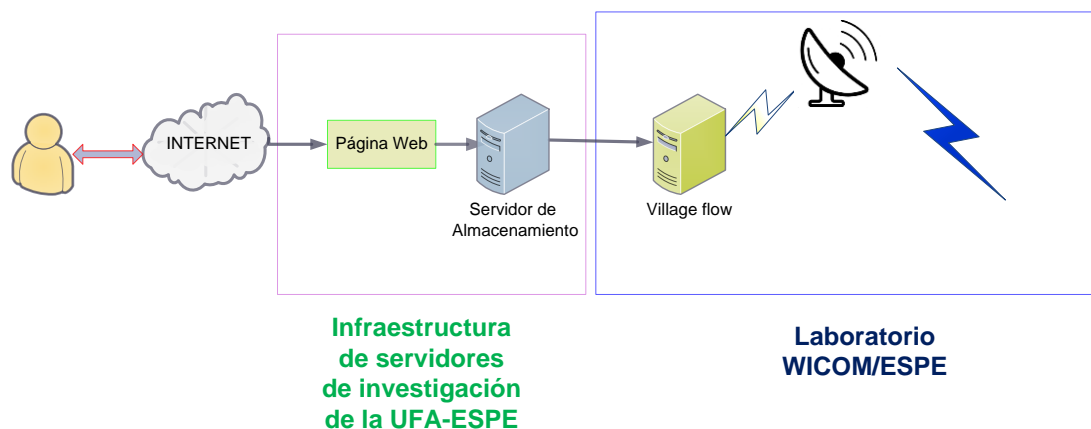 INTERNET
Página Web
Servidor de
Almacenamiento
Village flow
Infraestructura
de servidores
de investigación
de la UFA-ESPE
Laboratorio
WICOM/ESPE